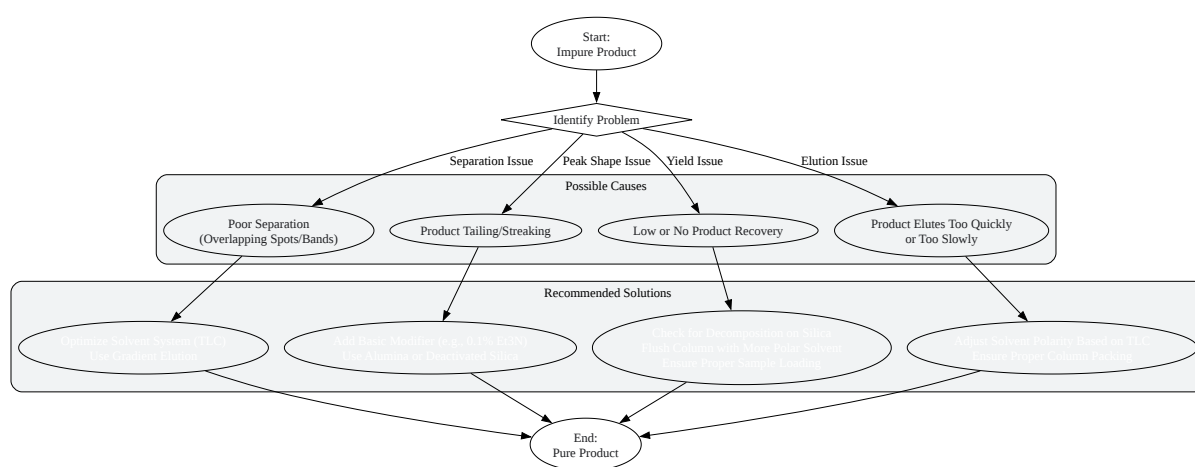 Start:
Impure Product
Identify Problem
Separation Issue
Peak Shape Issue
Yield Issue
Elution Issue
Possible Causes
Poor Separation
(Overlapping Spots/Bands)
Product Tailing/Streaking
Low or No Product Recovery
Product Elutes Too Quickly
or Too Slowly
Recommended Solutions
Optimize Solvent System (TLC)
Use Gradient Elution
Add Basic Modifier (e.g., 0.1% Et3N)
Use Alumina or Deactivated Silica
Check for Decomposition on Silica
Flush Column with More Polar Solvent
Ensure Proper Sample Loading
Adjust Solvent Polarity Based on TLC
Ensure Proper Column Packing
End:
Pure Product